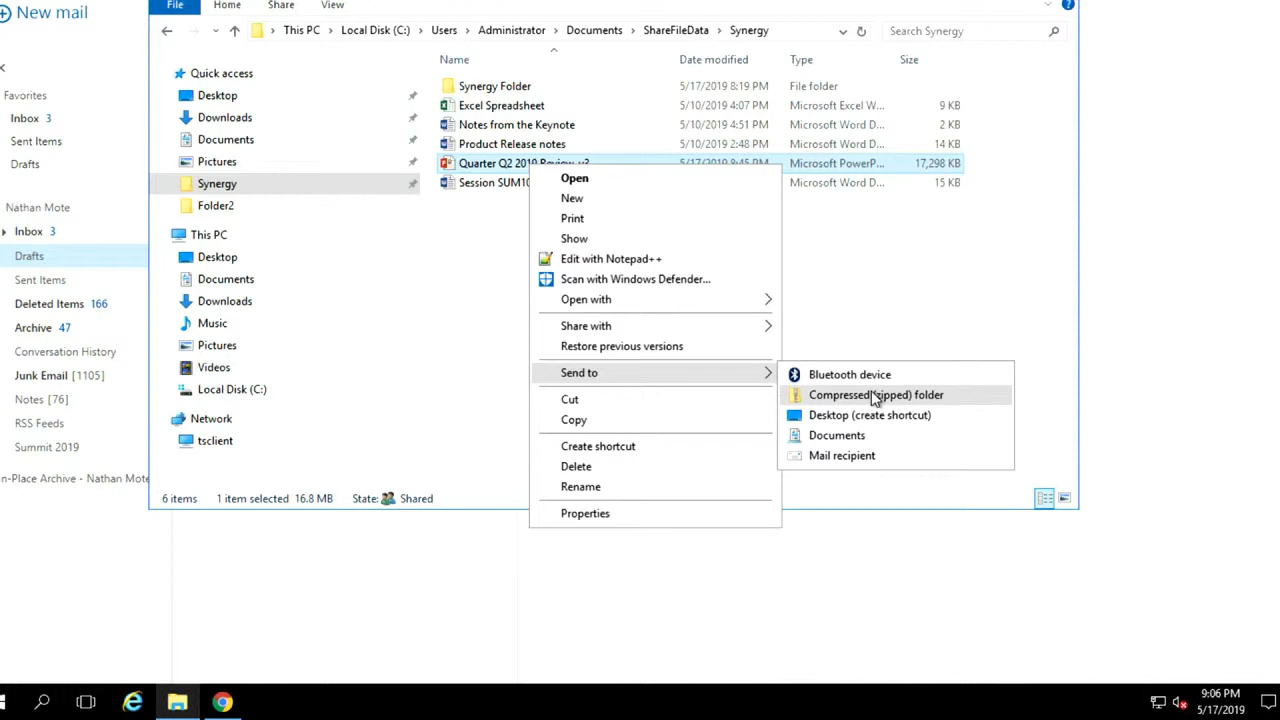 New mail
Favorites
Inbox 3
Sent Items
Drafts
Nathan Mote
Inbox 3
Drafts
Sent Items
Deleted Items 166
Archive 47
Conversation History
Junk Email [1105]
Notes [76]
RSS Feeds
Summit 2019
n-Place Archive - Nathan Mote
File Home Share View
This PC > Local Disk (C:) > Users > Administrator > Documents > ShareFileData > Synergy
Search Synergy
Quick access
Desktop
Downloads
Documents
Pictures
Synergy
Folder2
This PC
Desktop
Documents
Downloads
Music
Pictures
Videos
Local Disk (C:)
Network
tsclient
Name Date modified Type Size
Synergy Folder 5/17/2019 8:19 PM File folder
Excel Spreadsheet 5/10/2019 4:07 PM Microsoft Excel W... 9 KB
Notes from the Keynote 5/10/2019 4:51 PM Microsoft Word D... 2 KB
Product Release notes 5/10/2019 2:48 PM Microsoft Word D... 14 KB
Quarter Q2 2019 Review_v3 5/17/2019 8:45 PM Microsoft PowerP... 17,298 KB
Session SUM10 Microsoft Word D... 15 KB
Open
New
Print
Show
Edit with Notepad++
Scan with Windows Defender...
Open with
Share with
Restore previous versions
Send to
Cut
Copy
Create shortcut
Delete
Rename
Properties
Bluetooth device
Compressed (zipped) folder
Desktop (create shortcut)
Documents
Mail recipient
6 items 1 item selected 16.8 MB State: Shared
9:06 PM
5/17/2019